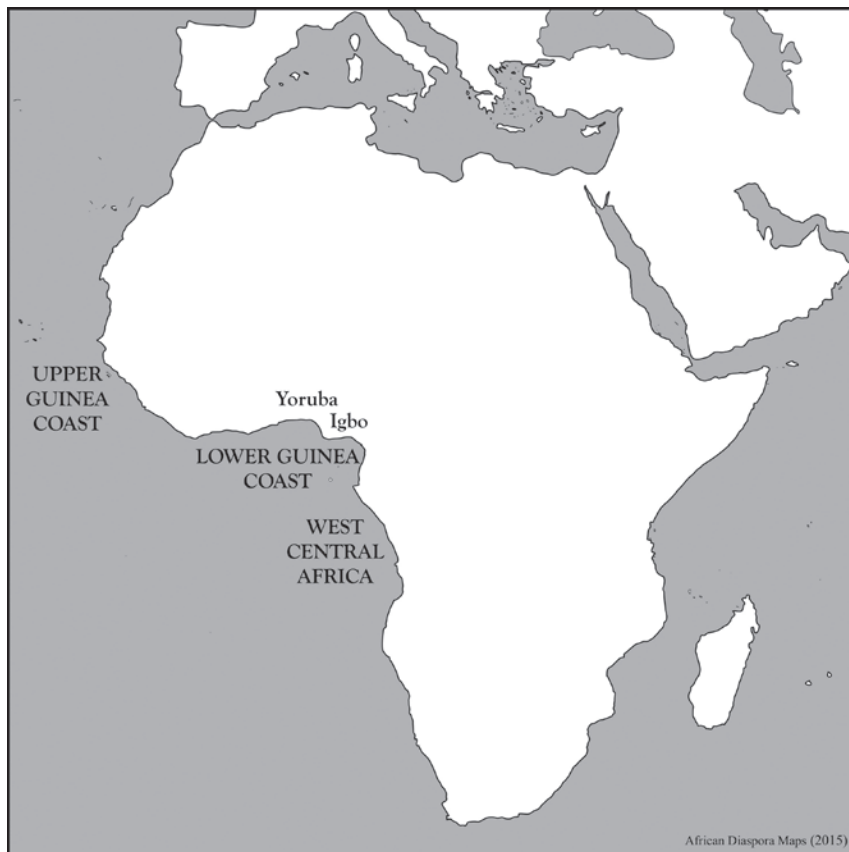 UPPER
GUINEA
COAST
Yoruba
Igbo
LOWER GUINEA
COAST
WEST
CENTRAL
AFRICA
African Diaspora Maps (2015)